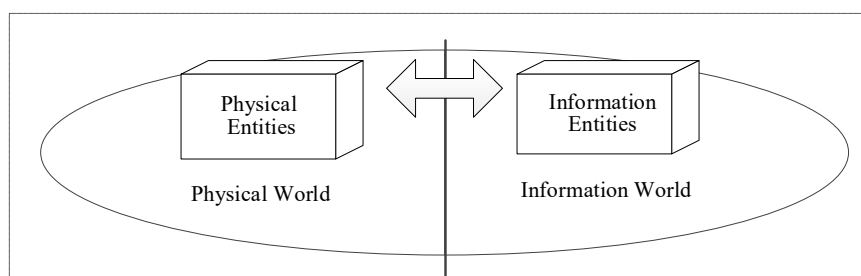 Physical
Entities
Information
Entities
Physical World
Information World